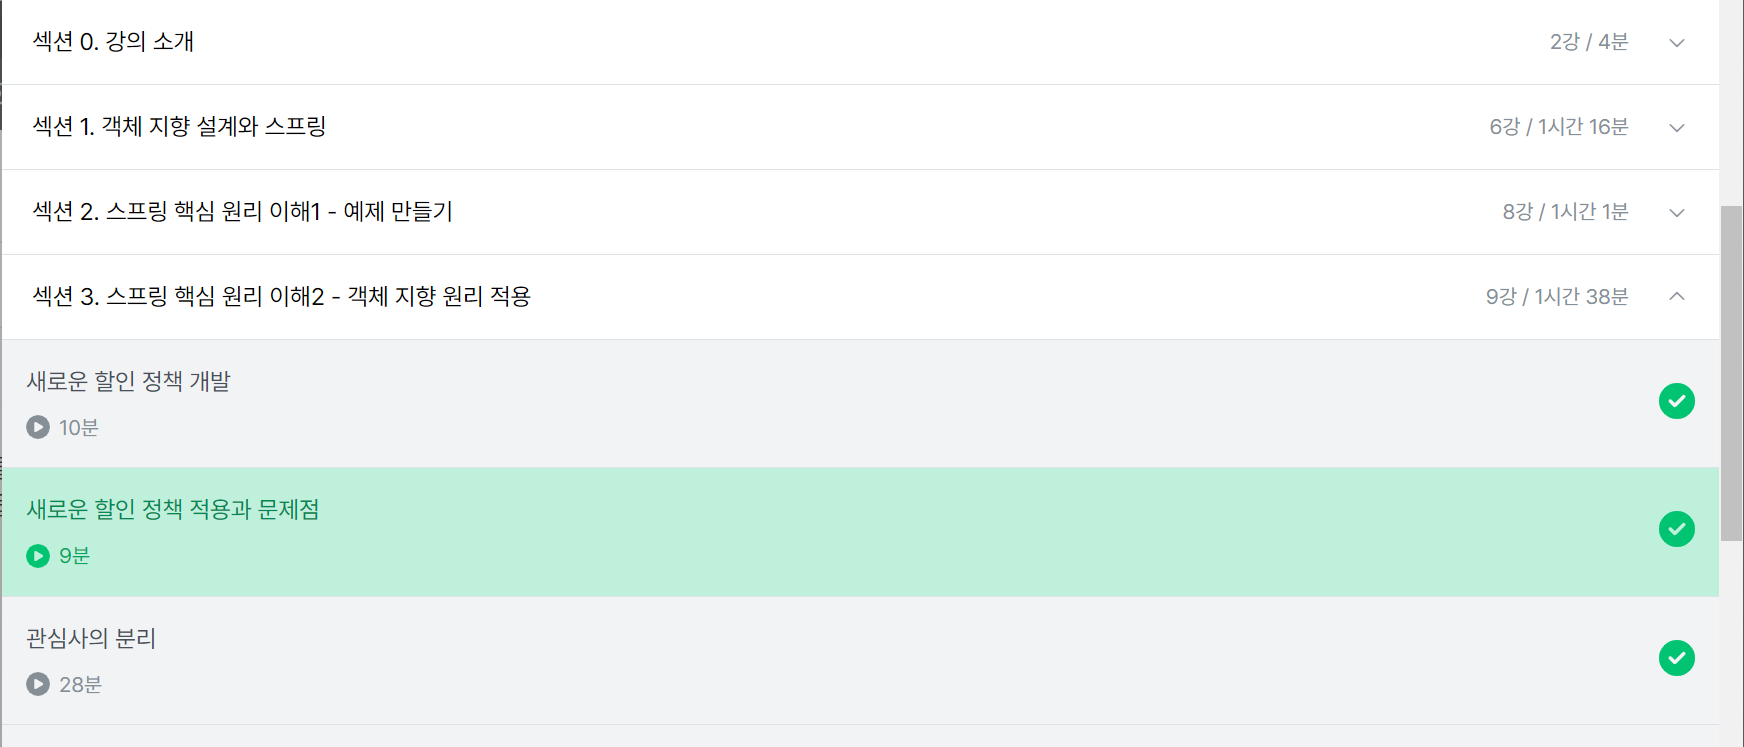 섹션 0. 강의 소개
2강 / 4분
섹션 1. 객체 지향 설계와 스프링
6강 / 1시간 16분
섹션 2. 스프링 핵심 원리 이해1 - 예제 만들기
8강 / 1시간 1분
섹션 3. 스프링 핵심 원리 이해2 - 객체 지향 원리 적용
9강 / 1시간 38분
새로운 할인 정책 개발
10분
새로운 할인 정책 적용과 문제점
9분
관심사의 분리
28분